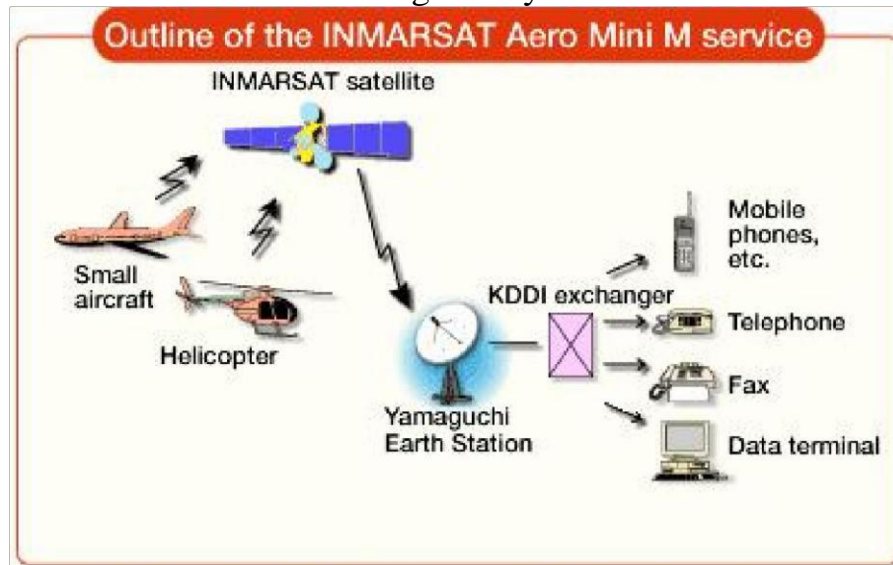 Outline of the INMARSAT Aero Mini M service
INMARSAT satellite
Small
aircraft
Helicopter
Yamaguchi
Earth Station
KDDI exchanger
Mobile
phones,
etc.
Telephone
Fax
Data terminal